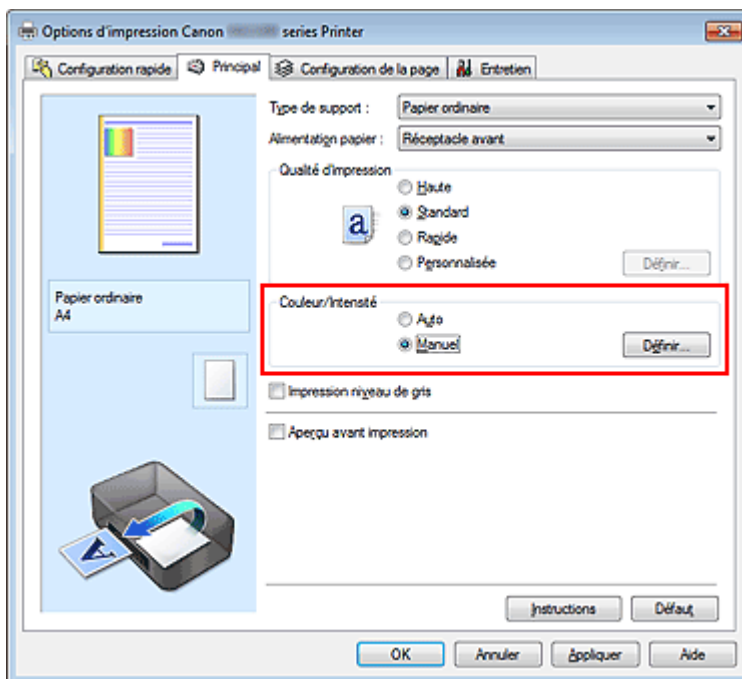 Options d'impression Canon series Printer
Configuration rapide Principal Configuration de la page Entretien
Type de support : Papier ordinaire
Alimentation papier : Réceptacle avant
Qualité d'impression
Haute
Standard
Rapide
Personnalisée Définir...
Papier ordinaire
A4
Couleur/Intensité
Auto
Manuel Définir...
Impression niveau de gris
Aperçu avant impression
Instructions Défaut
OK Annuler Appliquer Aide